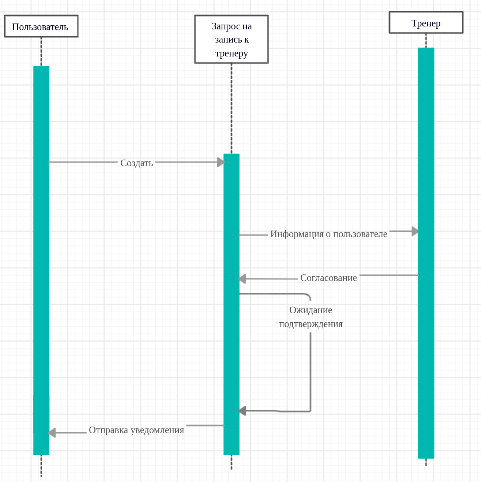 Пользователь
Запрос на
запись к
тренеру
Тренер
Создать
Информация о пользователе
Согласование
Ожидание
подтверждения
Отправка уведомления